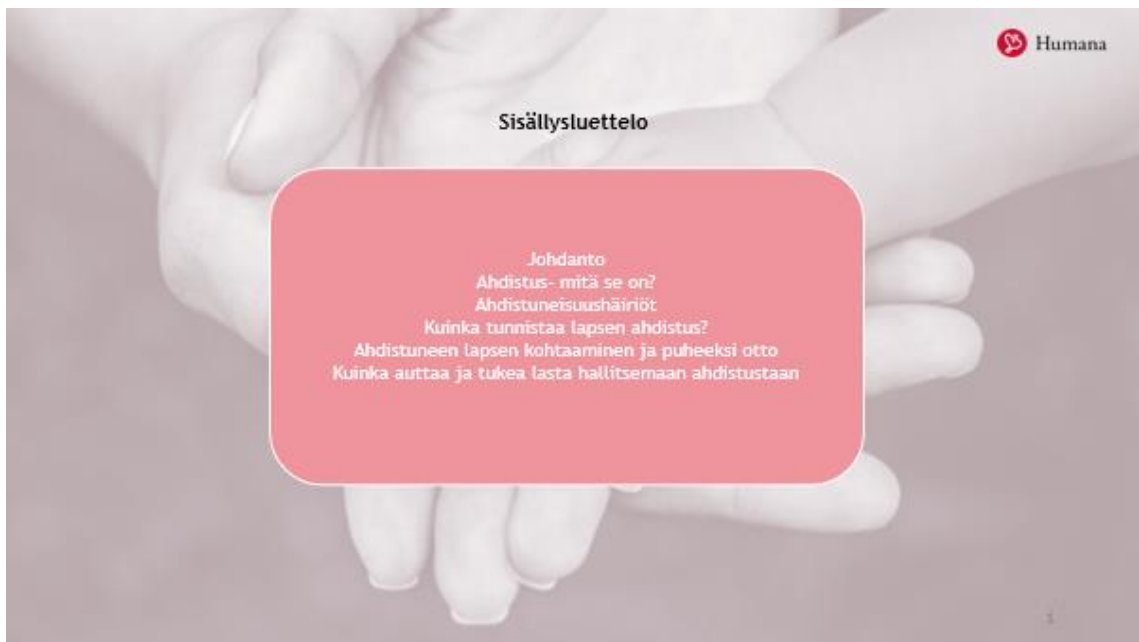 Humana
Sisällysluettelo
Johdanto
Ahdistus- mitä se on?
Ahdistuneisuushäiriöt
Kuinka tunnistaa lapsen ahdistus?
Ahdistuneen lapsen kohtaaminen ja puheeksi otto
Kuinka auttaa ja tukea lasta hallitsemaan ahdistustaan